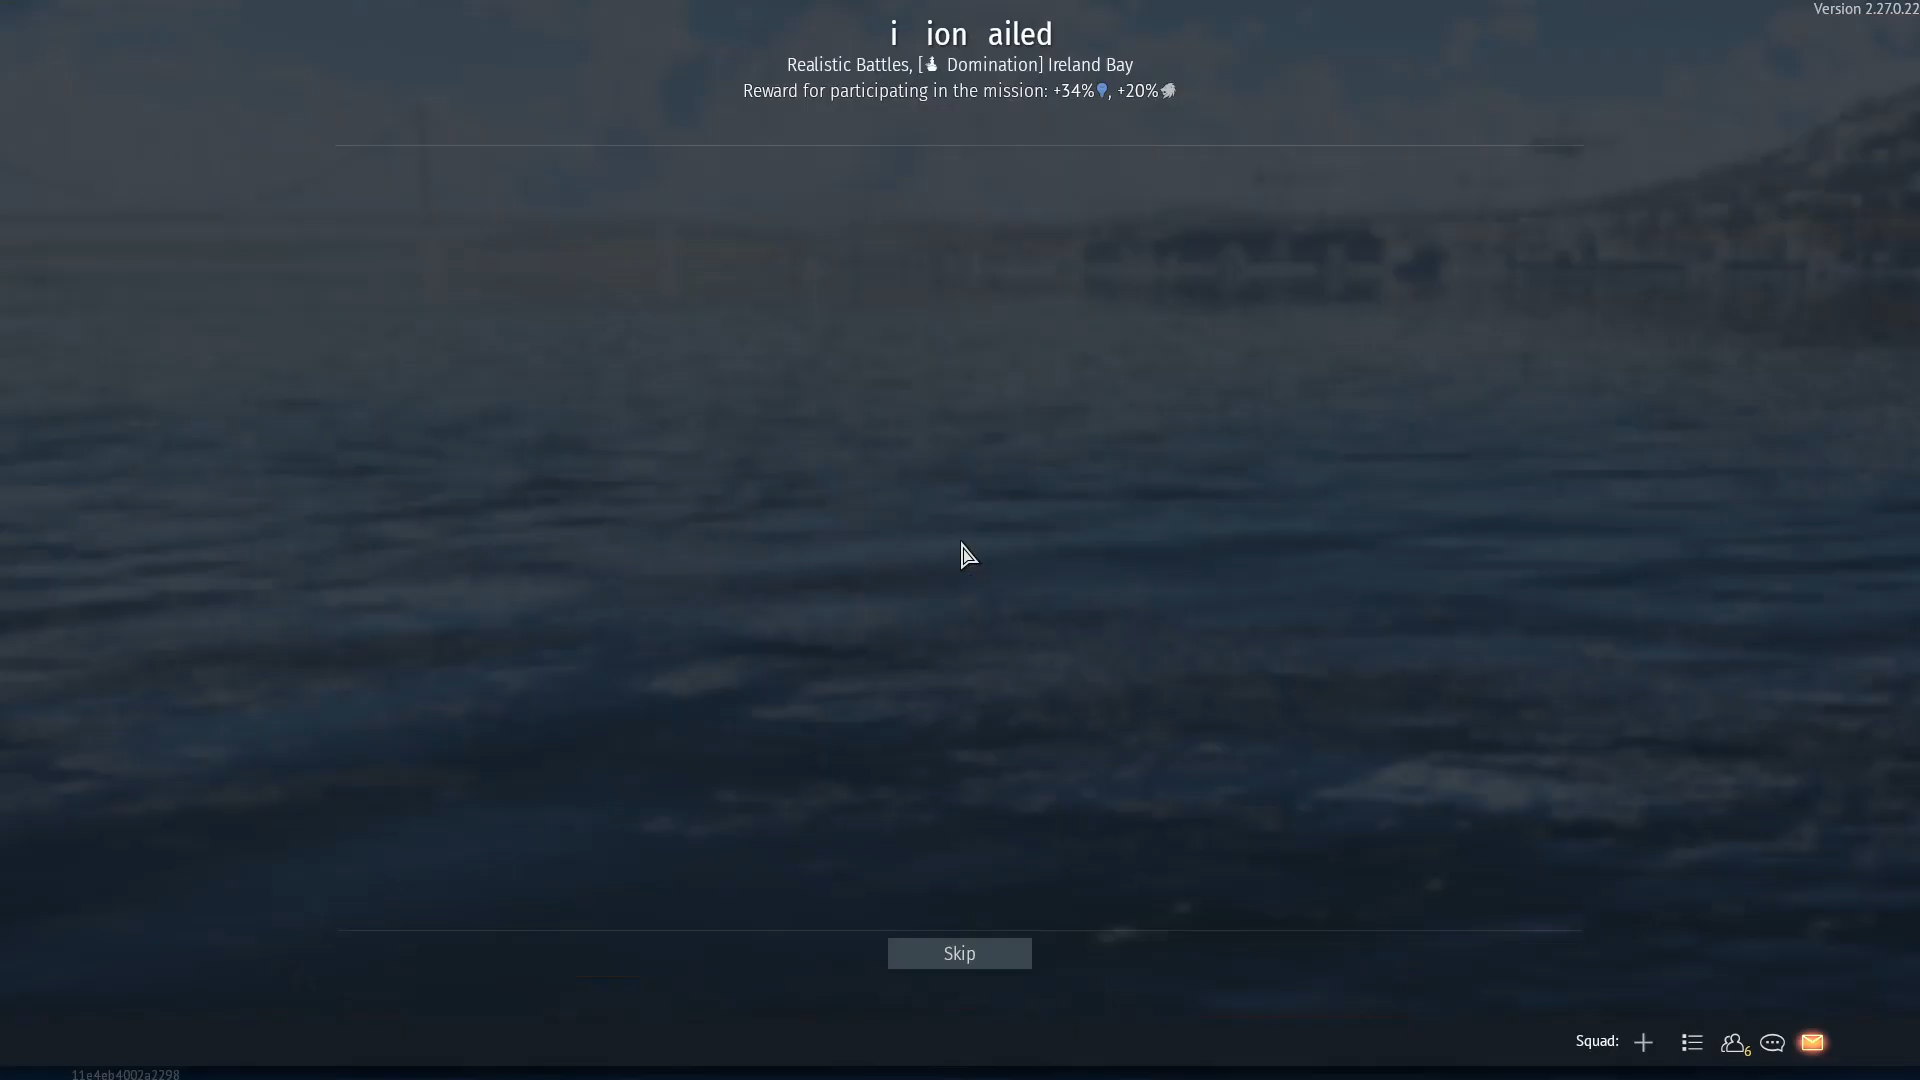 Version 2.27.0.22
i ion ailed
Realistic Battles, [ Domination] Ireland Bay
Reward for participating in the mission: +34%, +20%
Skip
Squad:
6
11e4eb4002a2298